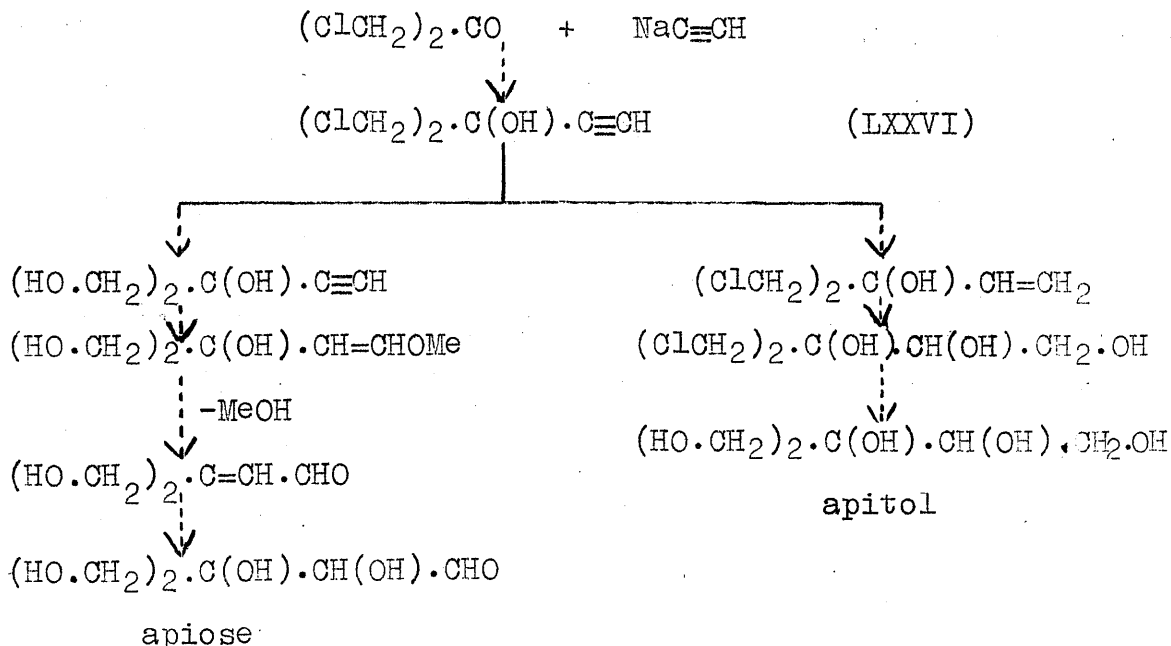 (ClCH₂)₂.CO + NaC≡CH
(ClCH₂)₂.C(OH).C≡CH (LXXVI)
(HO.CH₂)₂.C(OH).C≡CH
(HO.CH₂)₂.C(OH).CH=CHOMe
-MeOH
(HO.CH₂)₂.C=CH.CHO
(HO.CH₂)₂.C(OH).CH(OH).CHO
apiose
(ClCH₂)₂.C(OH).CH=CH₂
(ClCH₂)₂.C(OH).CH(OH).CH₂.OH
(HO.CH₂)₂.C(OH).CH(OH).CH₂.OH
apitol